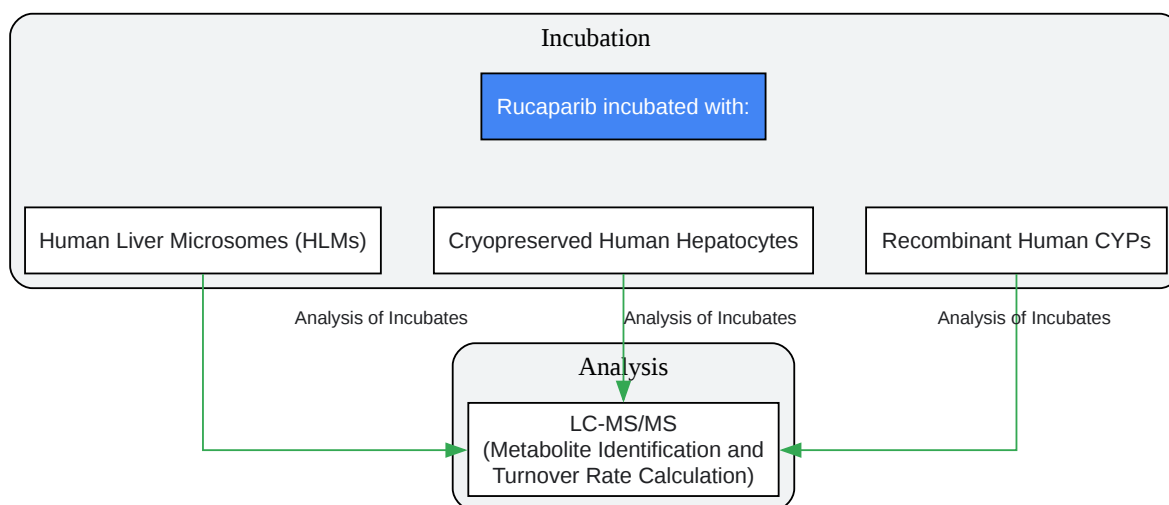 Incubation
Rucaparib incubated with:
Human Liver Microsomes (HLMs)
Cryopreserved Human Hepatocytes
Recombinant Human CYPs
Analysis of Incubates
Analysis of Incubates
Analysis of Incubates
Analysis
LC-MS/MS
(Metabolite Identification and
Turnover Rate Calculation)